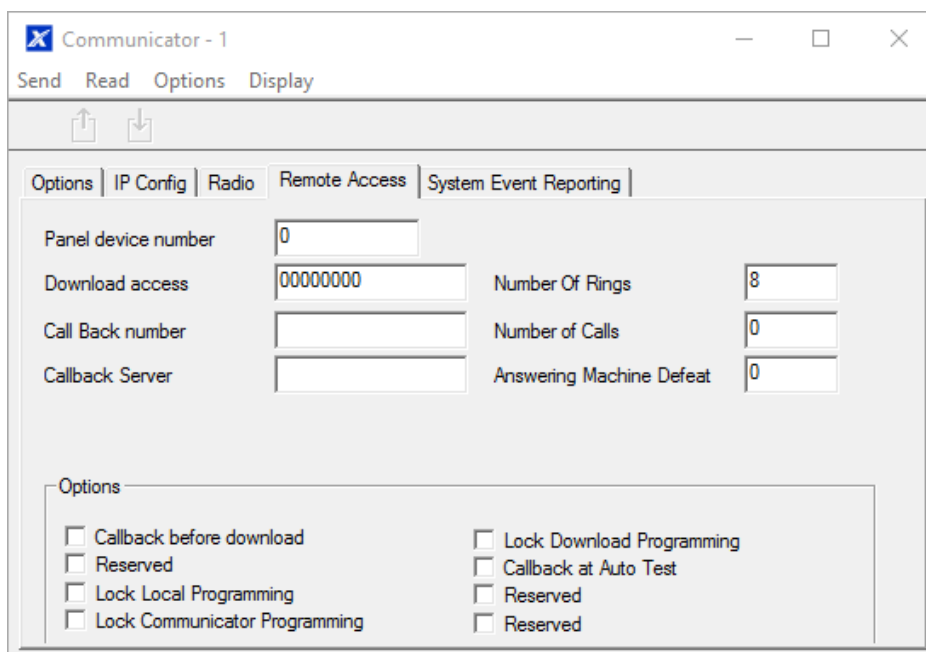 X Communicator - 1
Send Read Options Display
Options IP Config Radio Remote Access System Event Reporting
Panel device number 0
Download access 00000000 Number Of Rings 8
Call Back number Number of Calls 0
Callback Server Answering Machine Defeat 0
Options
Callback before download Lock Download Programming
Reserved Callback at Auto Test
Lock Local Programming Reserved
Lock Communicator Programming Reserved